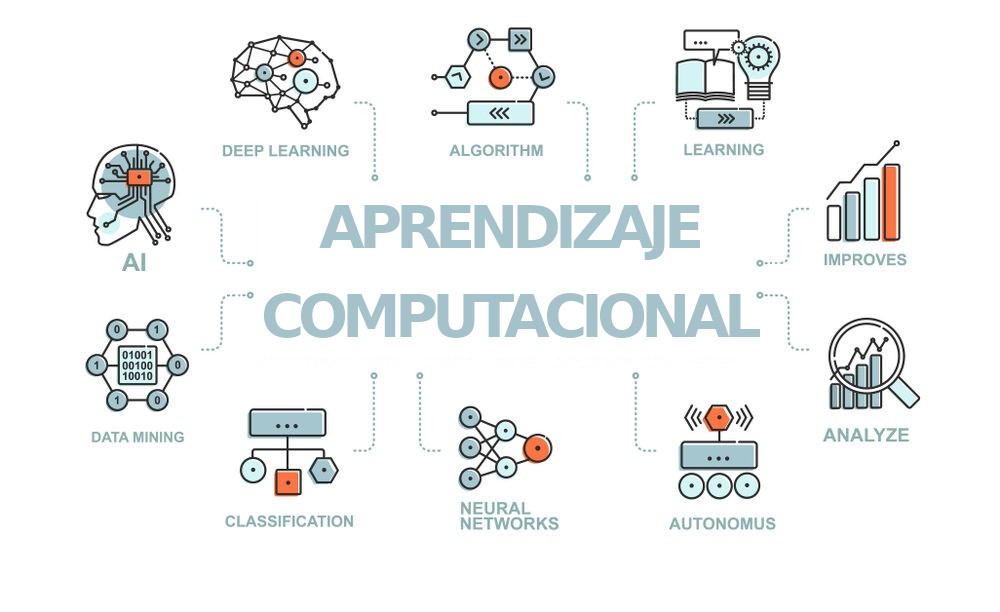 DEEP LEARNING
ALGORITHM
LEARNING
AI
APRENDIZAJE
IMPROVES
COMPUTACIONAL
0 1
1 01001 0
00100
10010
1 0
DATA MINING
ANALYZE
CLASSIFICATION
NEURAL
NETWORKS
AUTONOMUS